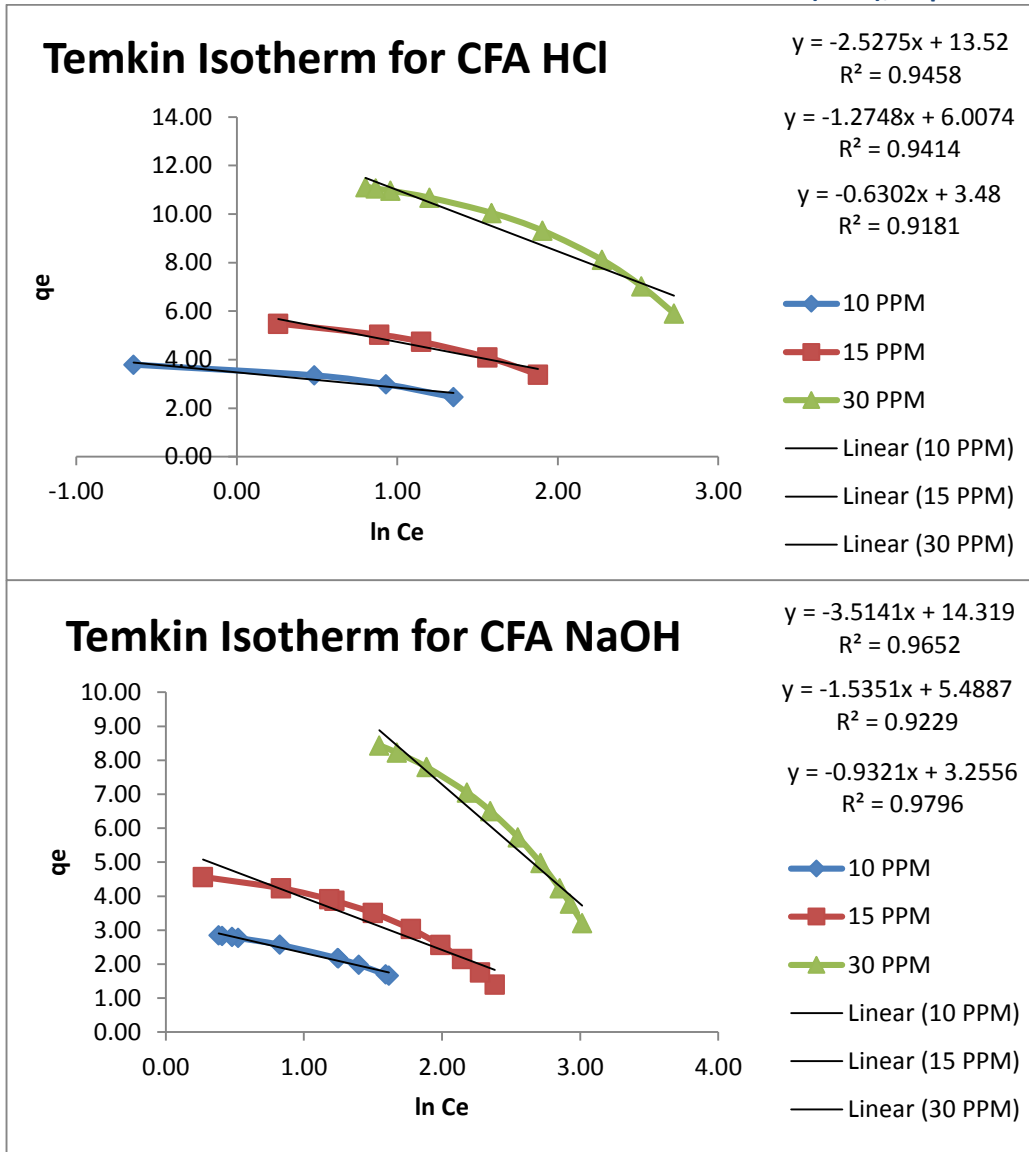 Temkin Isotherm for CFA HCl
y = -2.5275x + 13.52
R² = 0.9458
y = -1.2748x + 6.0074
R² = 0.9414
y = -0.6302x + 3.48
R² = 0.9181
14.00
12.00
10.00
8.00
6.00
4.00
2.00
0.00
qe
-1.00 0.00 1.00 2.00 3.00
ln Ce
10 PPM
15 PPM
30 PPM
Linear (10 PPM)
Linear (15 PPM)
Linear (30 PPM)
Temkin Isotherm for CFA NaOH
y = -3.5141x + 14.319
R² = 0.9652
y = -1.5351x + 5.4887
R² = 0.9229
y = -0.9321x + 3.2556
R² = 0.9796
10.00
9.00
8.00
7.00
6.00
5.00
4.00
3.00
2.00
1.00
0.00
qe
0.00 1.00 2.00 3.00 4.00
ln Ce
10 PPM
15 PPM
30 PPM
Linear (10 PPM)
Linear (15 PPM)
Linear (30 PPM)